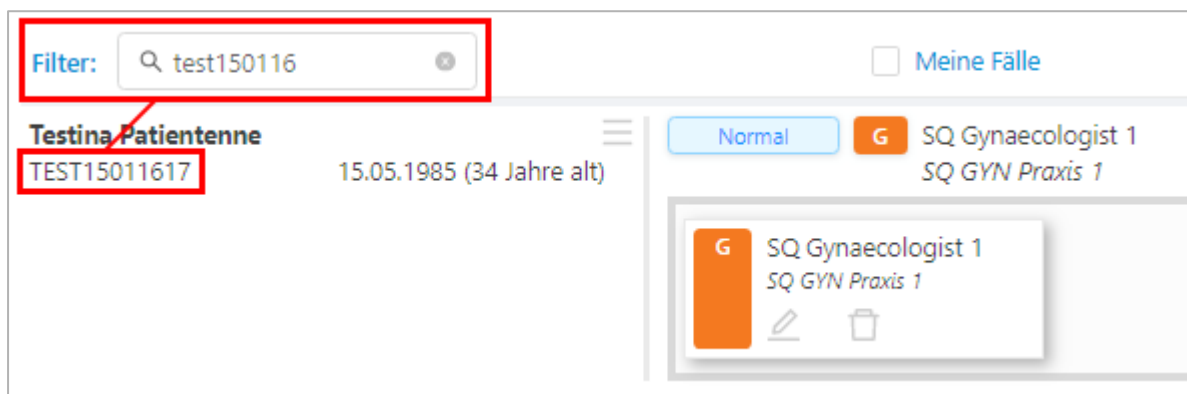 Filter: test150116
Meine Fälle
Testina Patientenne
TEST15011617 15.05.1985 (34 Jahre alt)
Normal G SQ Gynaecologist 1
SQ GYN Praxis 1
G SQ Gynaecologist 1
SQ GYN Praxis 1